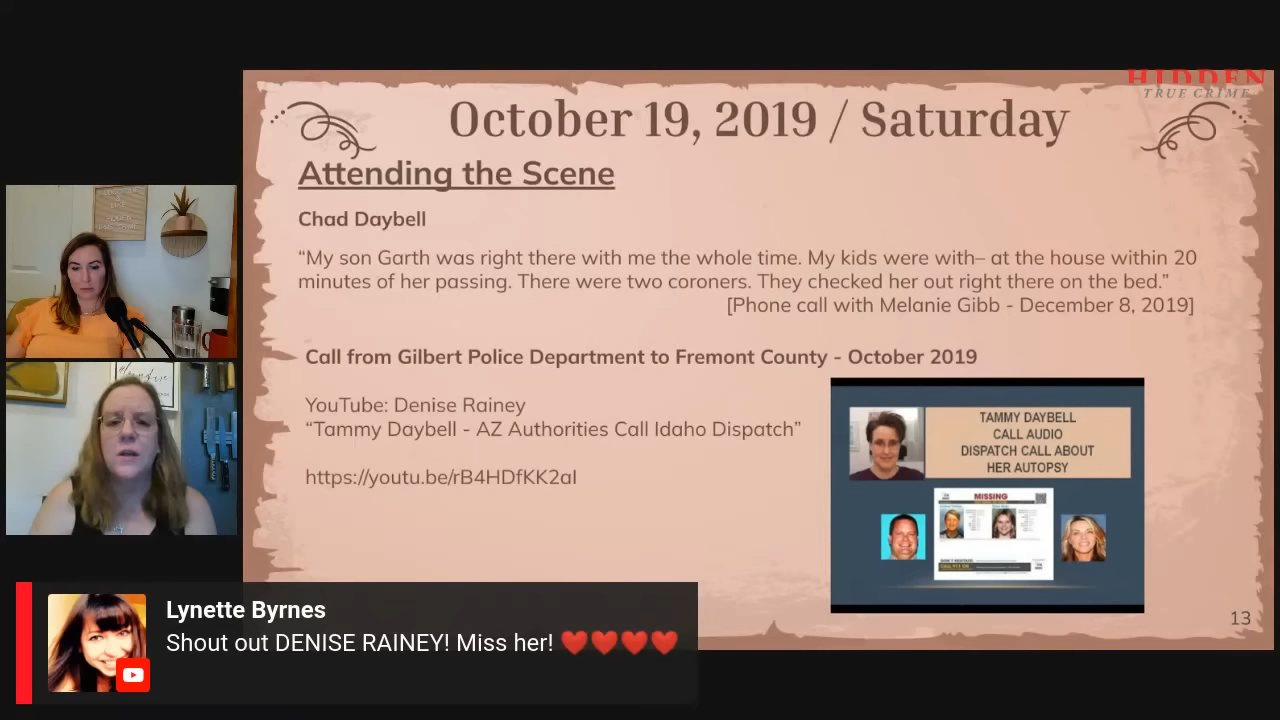 HIDDEN
TRUE CRIME
October 19, 2019 / Saturday
Attending the Scene
Chad Daybell
“My son Garth was right there with me the whole time. My kids were with– at the house within 20
minutes of her passing. There were two coroners. They checked her out right there on the bed.”
[Phone call with Melanie Gibb - December 8, 2019]
Call from Gilbert Police Department to Fremont County - October 2019
YouTube: Denise Rainey
“Tammy Daybell - AZ Authorities Call Idaho Dispatch”
https://youtu.be/rB4HDfKK2aI
TAMMY DAYBELL
CALL AUDIO
DISPATCH CALL ABOUT
HER AUTOPSY
MISSING
13
Lynette Byrnes
Shout out DENISE RAINEY! Miss her! ❤️❤️❤️❤️